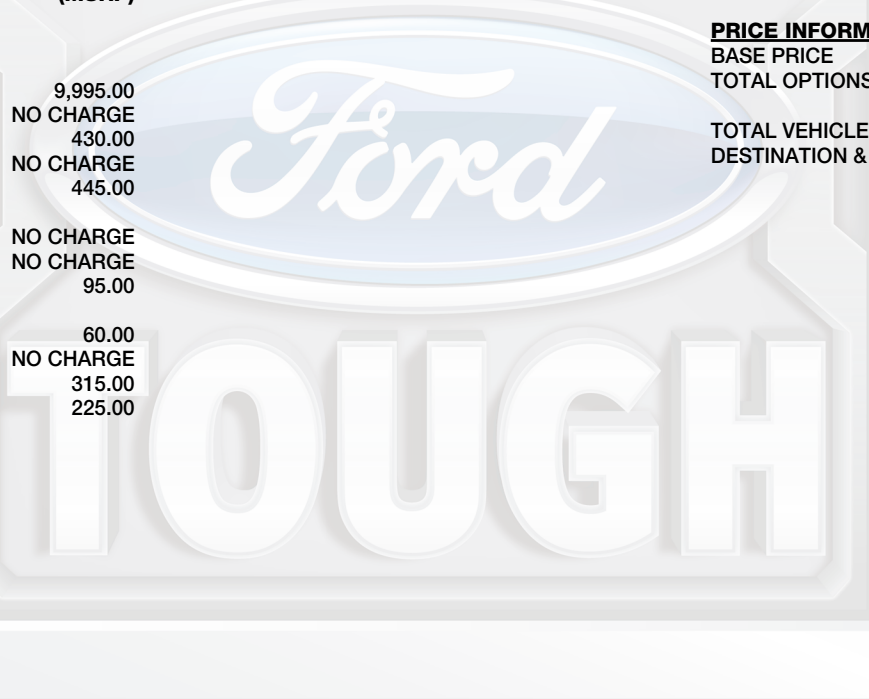 9,995.00
NO CHARGE
430.00
NO CHARGE
445.00
NO CHARGE
NO CHARGE
95.00
60.00
NO CHARGE
315.00
225.00
PRICE INFORM
BASE PRICE
TOTAL OPTIONS
TOTAL VEHICLE
DESTINATION &
Ford
TOUGH